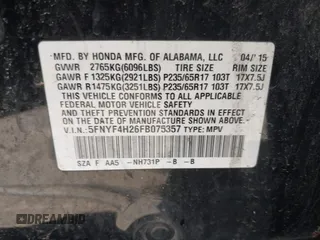 MFD. BY HONDA MFG. OF ALABAMA, LLC 04/ 15
GVWR 2765KG(6096LBS) TIRE SIZE RIM SIZE
GAWR F 1325KG(2921LBS) P235/65R17 103T 17X7.5J
GAWR R1475KG(3251LBS) P235/65R17 103T 17X7.5J
THIS VEHICLE CONFORMS TO ALL APPLICABLE
FEDERAL MOTOR VEHICLE SAFETY
AND THEFT PREVENTION STANDARDS IN EFFECT ON
THE DATE OF MANUFACTURE SHOWN ABOVE.
V.I.N.:5FNYF4H26FB075357 TYPE: MPV
SZA F AA5 -NH731P -B -B
DREAMBID